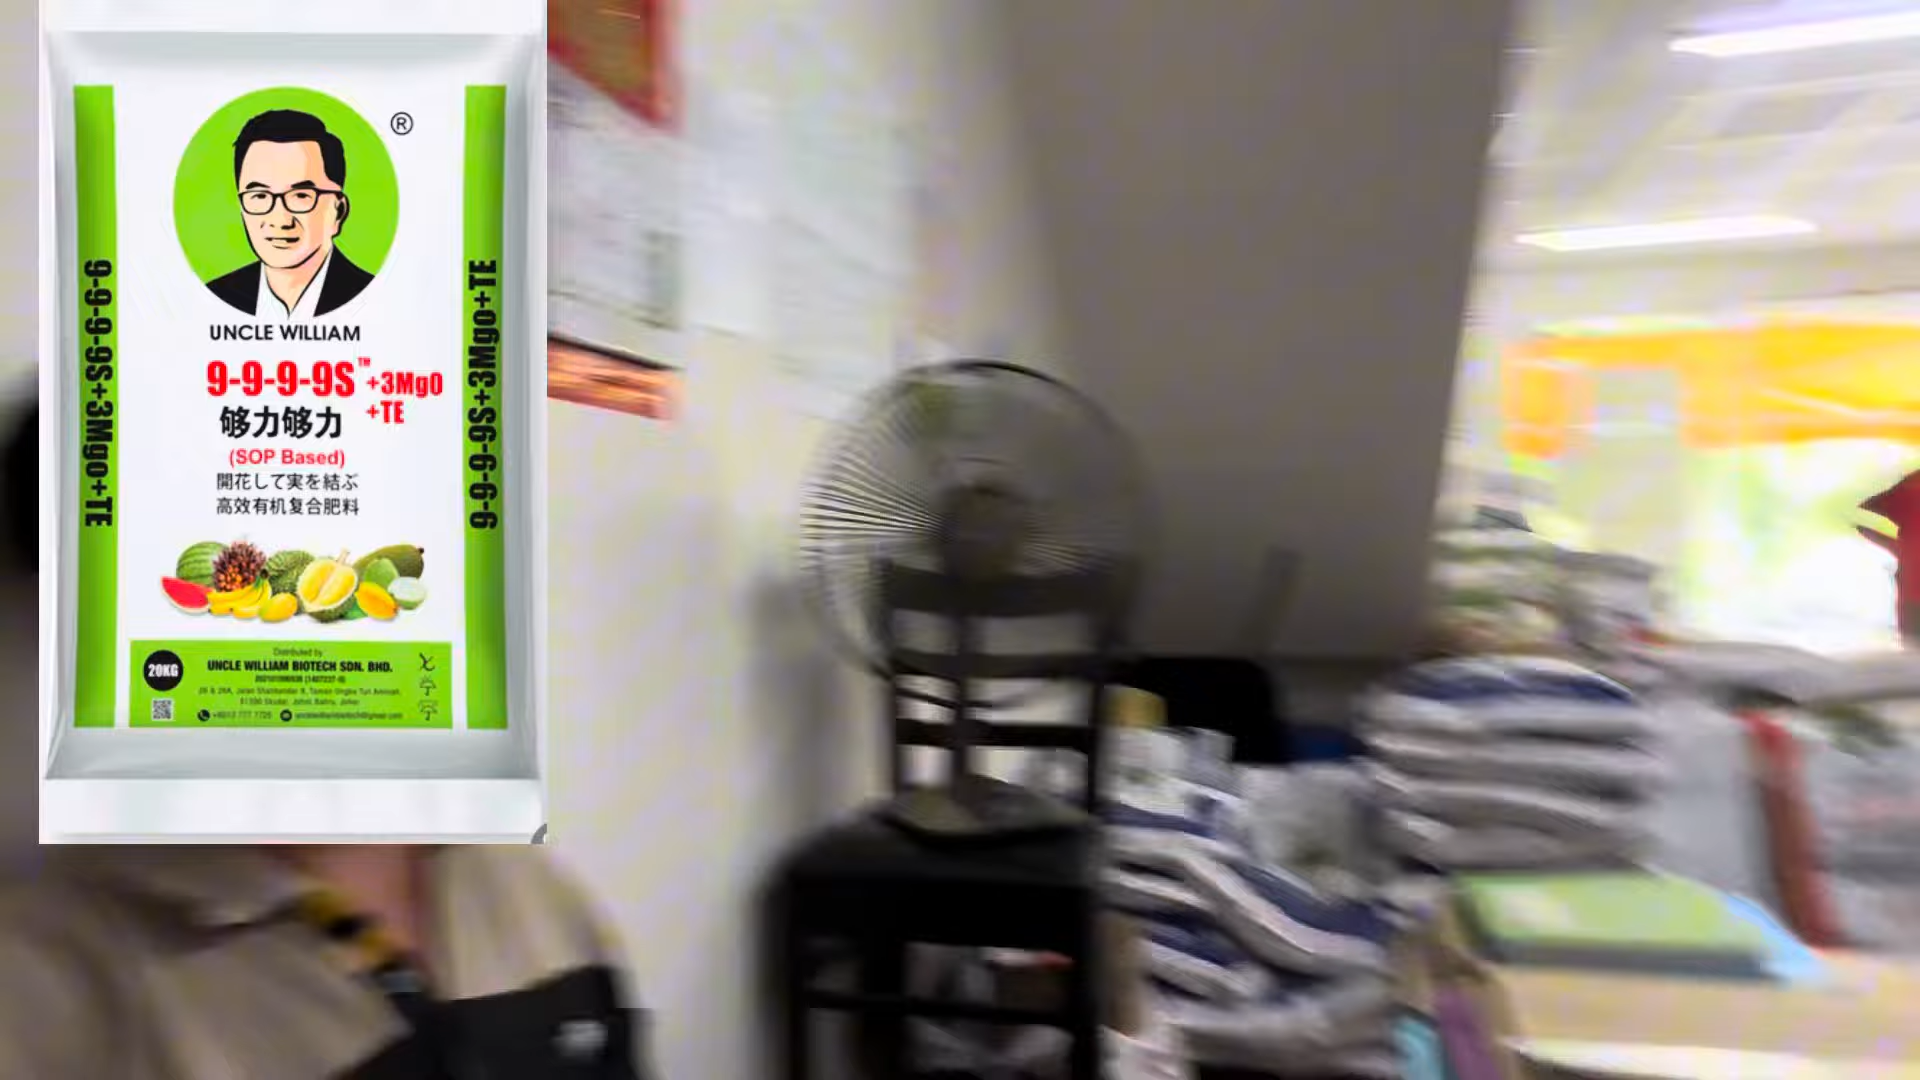 ®
UNCLE WILLIAM
9-9-9-9S™+3MgO
+TE
够力够力
(SOP Based)
開花して実を結ぶ
高效有机复合肥料
9-9-9-9S+3Mgo+TE
9-9-9-9S+3Mgo+TE
20KG
Distributed by
UNCLE WILLIAM BIOTECH SDN. BHD.